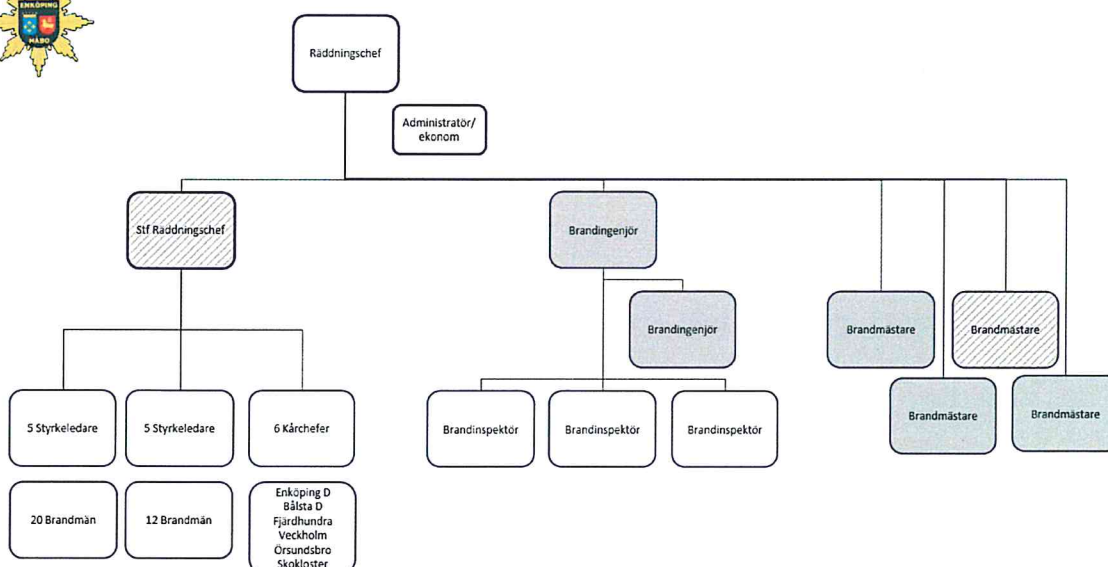 ENKÖPING
HÅBO
Räddningschef
Administratör/
ekonom
Stf Räddningschef
Brandingenjör
Brandingenjör
Brandmästare
Brandmästare
Brandmästare
Brandmästare
5 Styrkeledare
5 Styrkeledare
6 Kårchefer
Brandinspektör
Brandinspektör
Brandinspektör
20 Brandmän
12 Brandmän
Enköping D
Bålsta D
Fjärdhundra
Veckholm
Örsundsbro
Skokloster